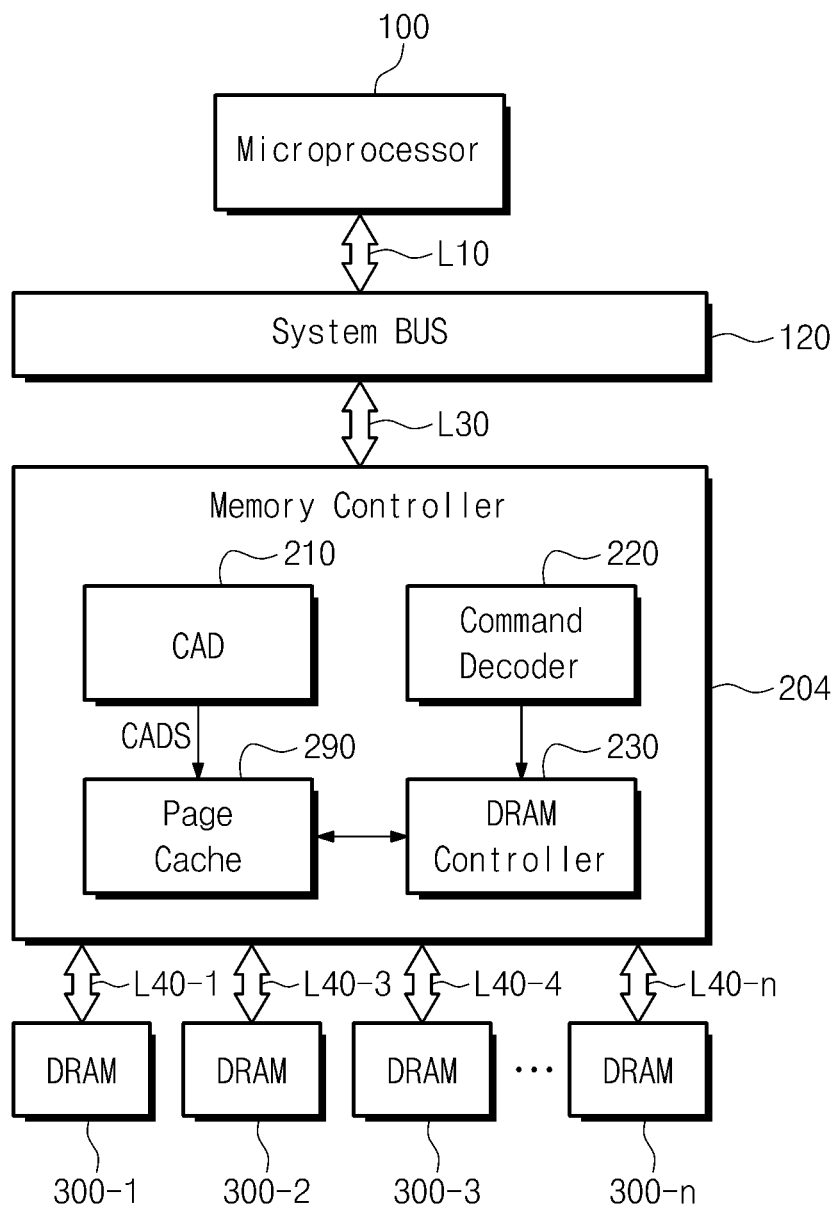 100
Microprocessor
L10
System BUS
120
L30
Memory Controller
210
220
CAD
Command
Decoder
204
CADS
290
230
Page
Cache
DRAM
Controller
L40-1
L40-3
L40-4
L40-n
DRAM
DRAM
DRAM
...
DRAM
300-1
300-2
300-3
300-n